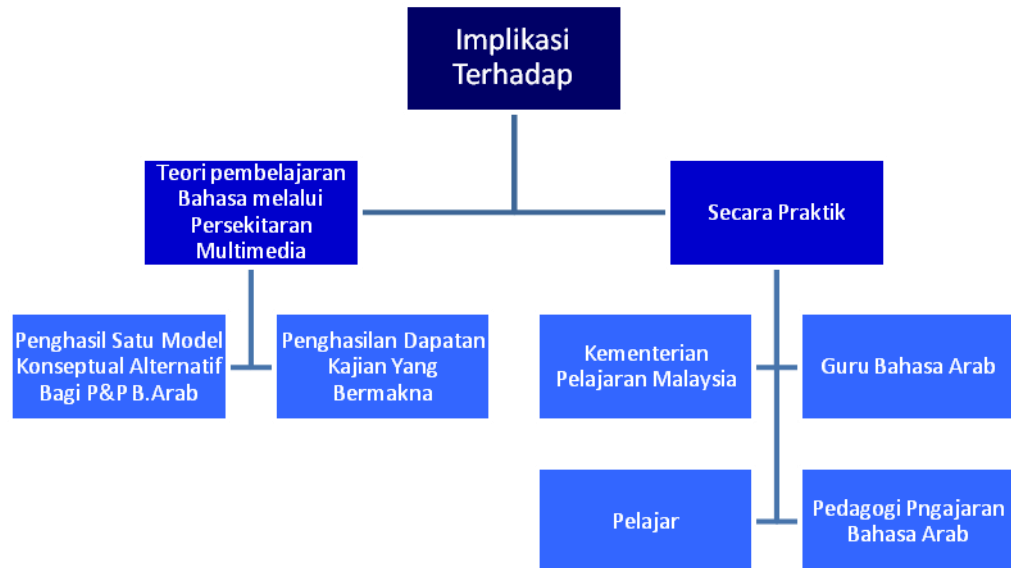 Implikasi
Terhadap
Teori pembelajaran
Bahasa melalui
Persekitaran
Multimedia
Secara Praktik
Penghasil Satu Model
Konseptual Alternatif
Bagi P&P B.Arab
Penghasilan Dapatan
Kajian Yang
Bermakna
Kementerian
Pelajaran Malaysia
Guru Bahasa Arab
Pelajar
Pedagogi Pngajaran
Bahasa Arab